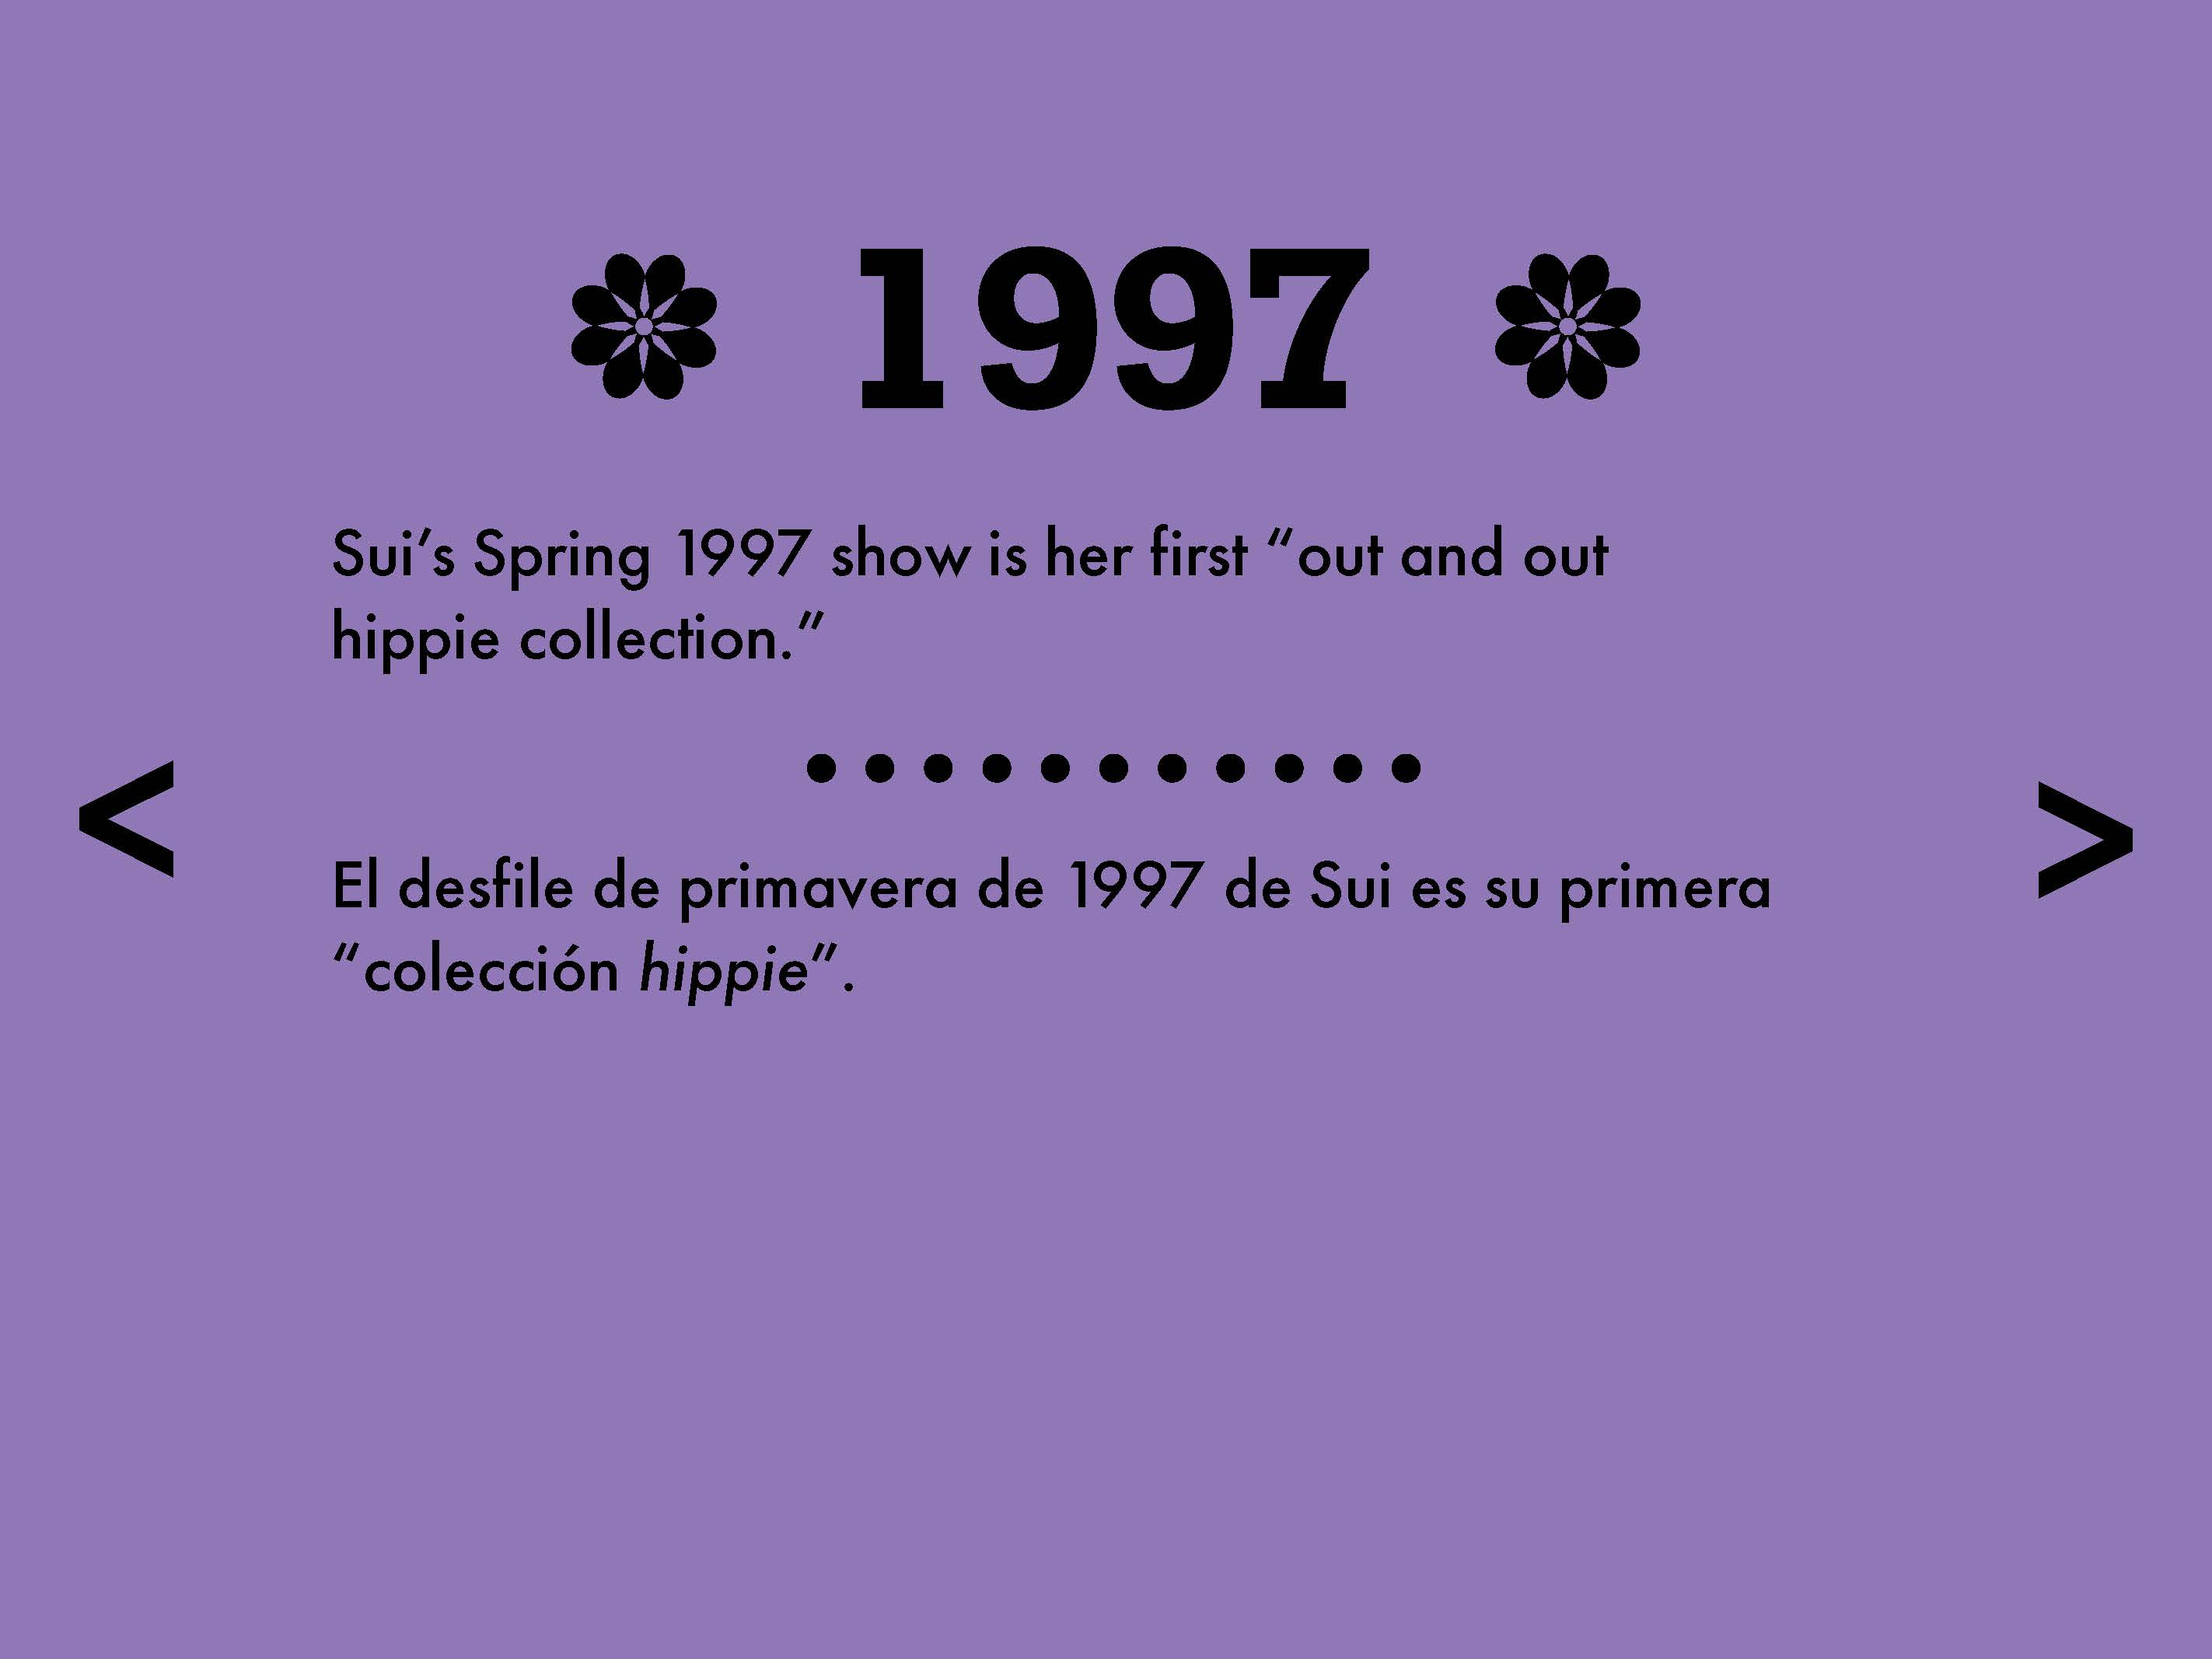 1997
Sui’s Spring 1997 show is her first “out and out
hippie collection.”
<
>
El desfile de primavera de 1997 de Sui es su primera
“colección hippie”.